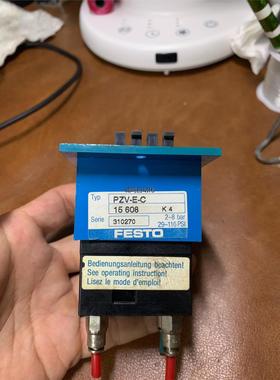 Typ PZV-E-C
15 608 K 4
Serie 310270 2-8 bar
29-116 PSI
FESTO
Bedienungsanleitung beachten!
See operating instruction!
Lisez le mode d'emploi!